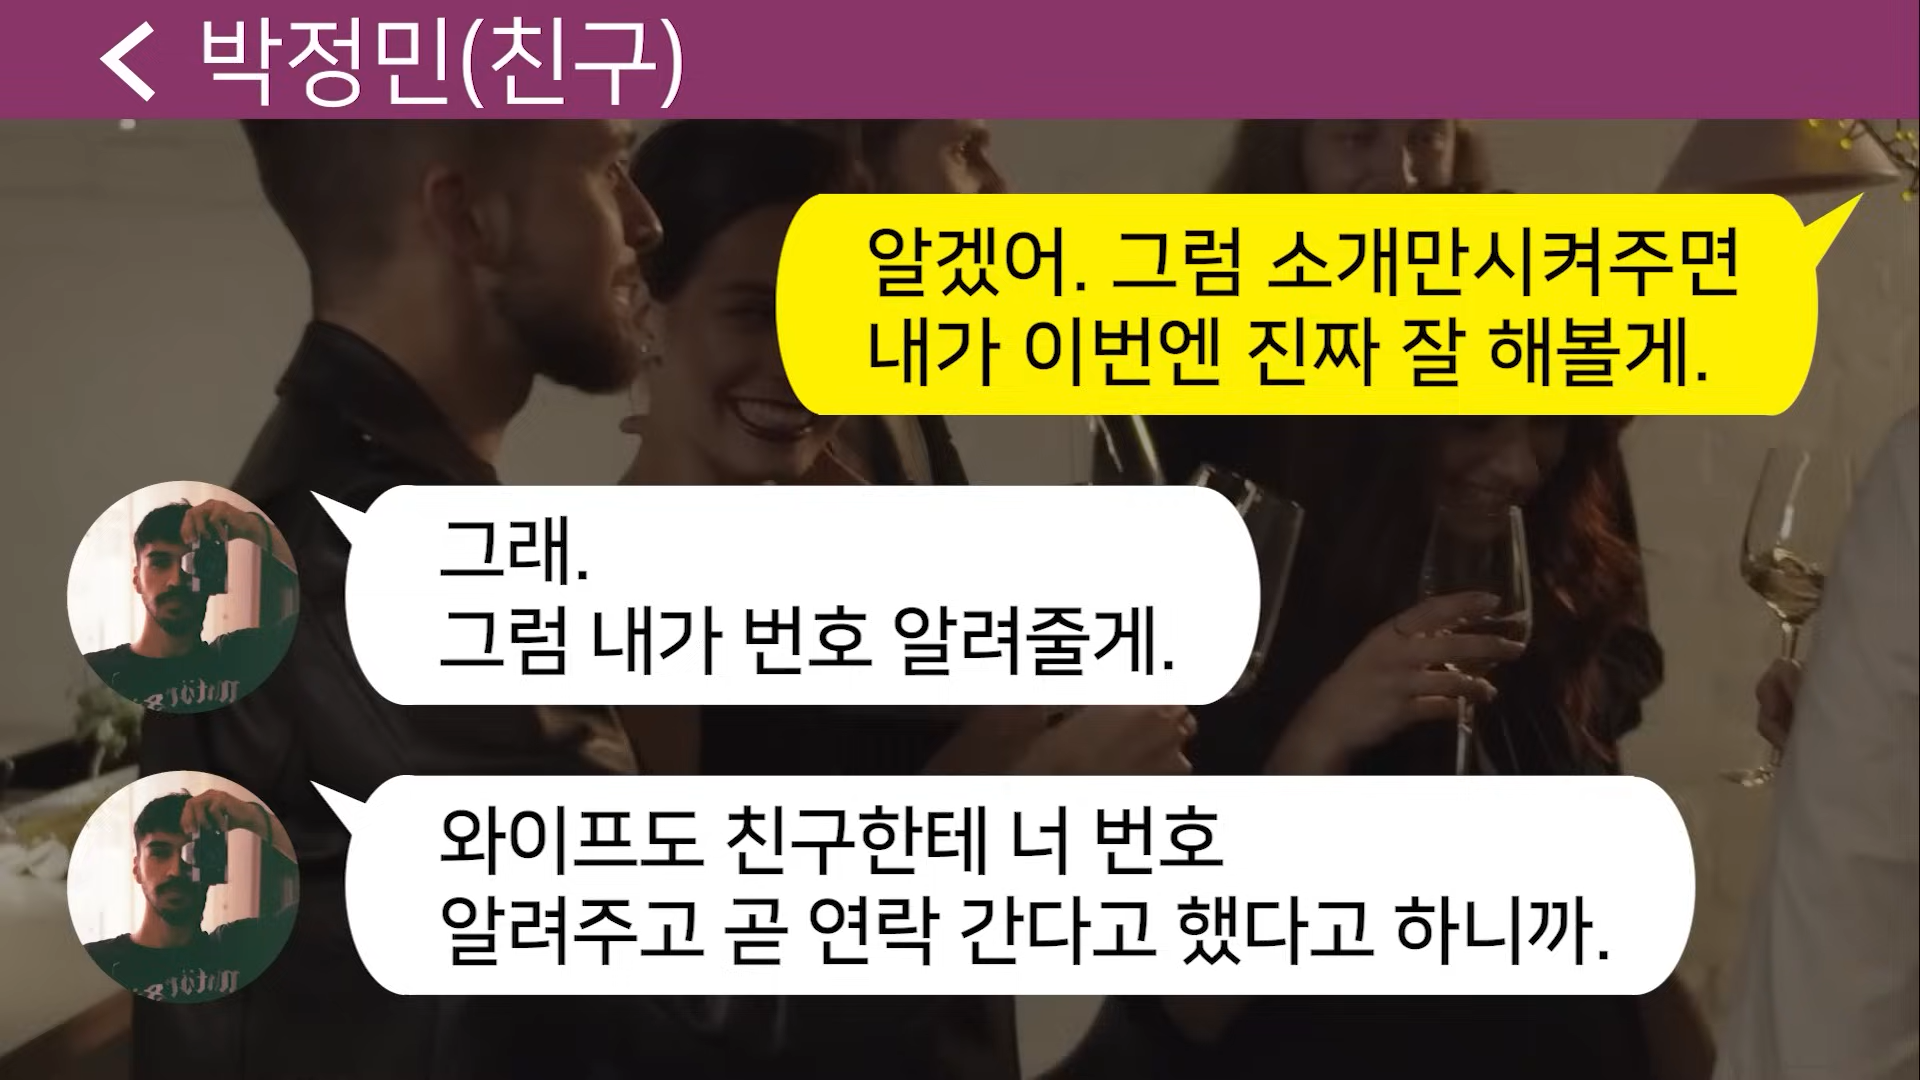 박정민(친구)
알겠어. 그럼 소개만시켜주면
내가 이번엔 진짜 잘 해볼게.
그래.
그럼 내가 번호 알려줄게.
와이프도 친구한테 너 번호
알려주고 곧 연락 간다고 했다고 하니까.